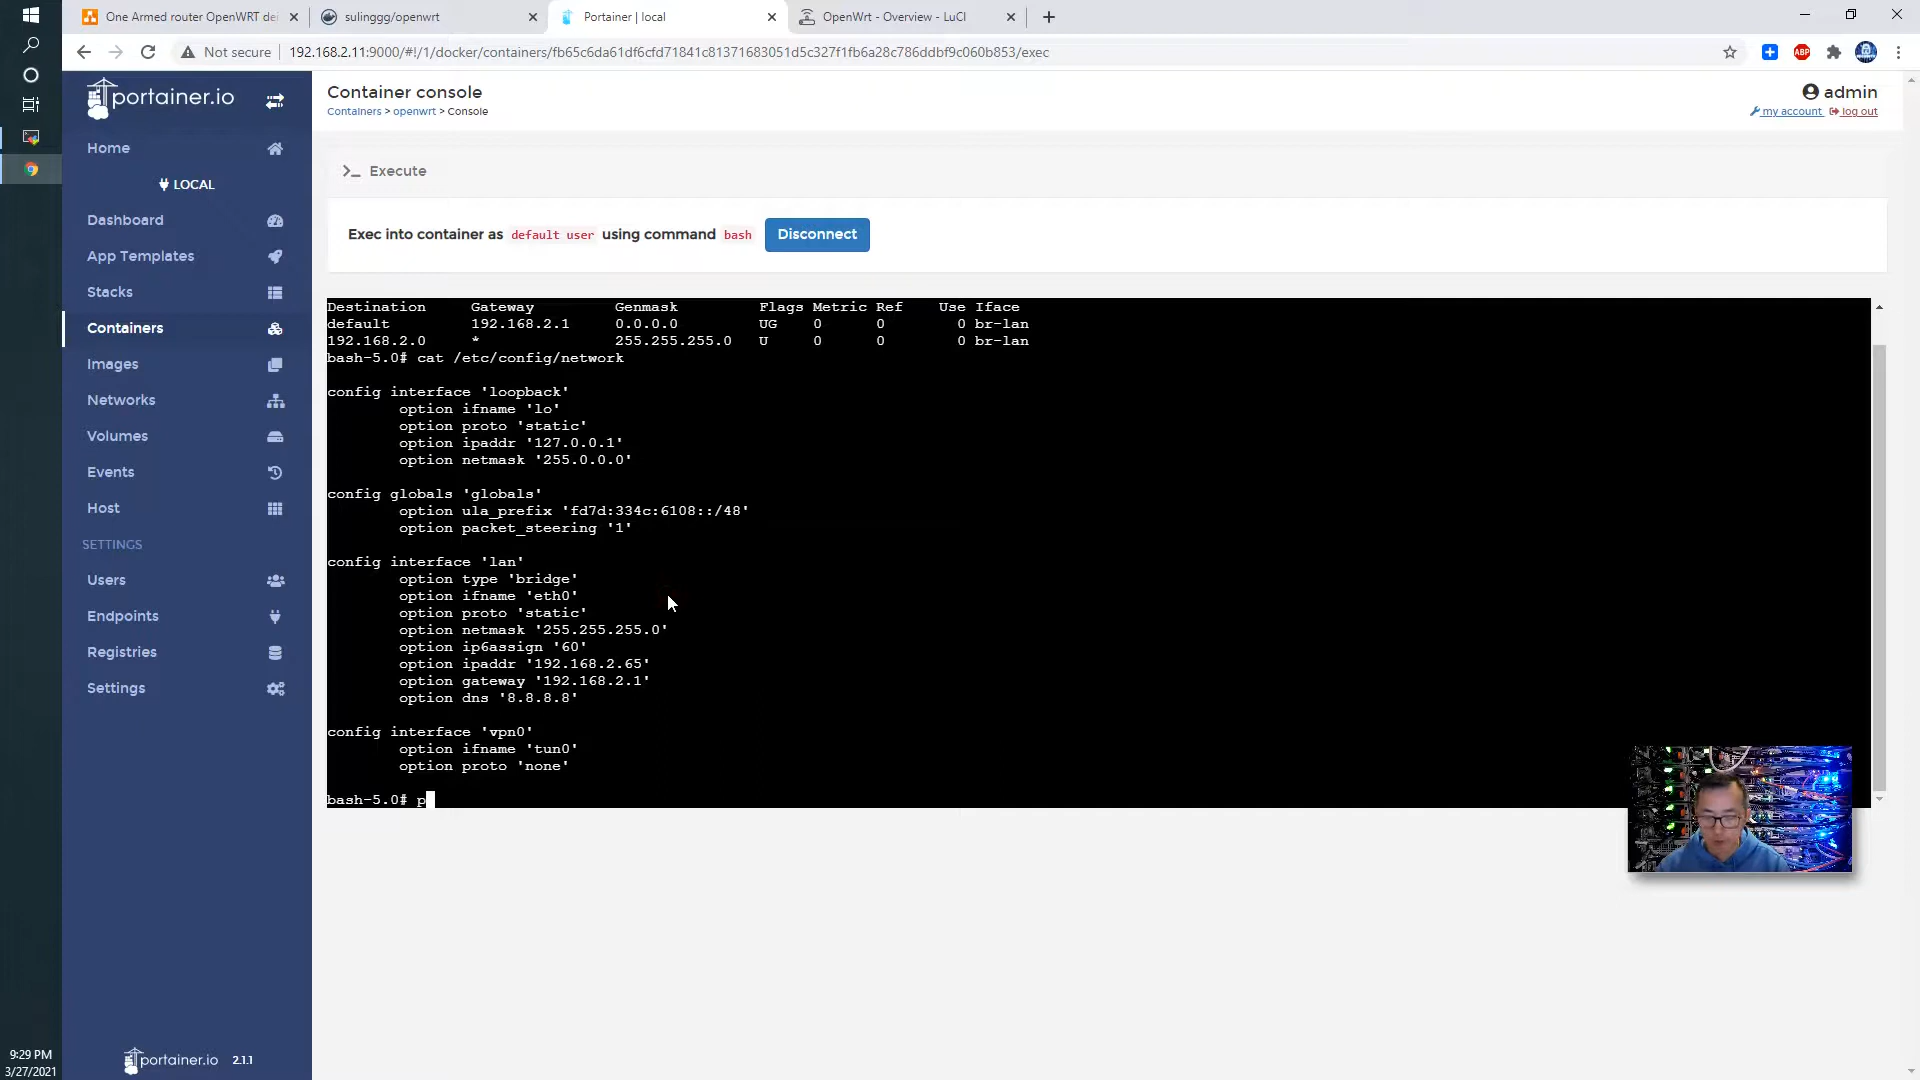 One Armed router OpenWRT de
sulinggg/openwrt
Portainer | local
OpenWrt - Overview - LuCI
Not secure
192.168.2.11:9000/#!/1/docker/containers/fb65c6da61df6cfd71841c81371683051d5c327f1fb6a28c786ddbf9c060b853/exec
ABP
portainer.io
Home
LOCAL
Dashboard
App Templates
Stacks
Containers
Images
Networks
Volumes
Events
Host
SETTINGS
Users
Endpoints
Registries
Settings
portainer.io 2.1.1
9:29 PM
3/27/2021
Container console
Containers > openwrt > Console
admin
my account log out
>_ Execute
Exec into container as default user using command bash Disconnect
Destination Gateway Genmask Flags Metric Ref Use Iface
default 192.168.2.1 0.0.0.0 UG 0 0 0 br-lan
192.168.2.0 * 255.255.255.0 U 0 0 0 br-lan
bash-5.0# cat /etc/config/network
config interface 'loopback'
option ifname 'lo'
option proto 'static'
option ipaddr '127.0.0.1'
option netmask '255.0.0.0'
config globals 'globals'
option ula_prefix 'fd7d:334c:6108::/48'
option packet_steering '1'
config interface 'lan'
option type 'bridge'
option ifname 'eth0'
option proto 'static'
option netmask '255.255.255.0'
option ip6assign '60'
option ipaddr '192.168.2.65'
option gateway '192.168.2.1'
option dns '8.8.8.8'
config interface 'vpn0'
option ifname 'tun0'
option proto 'none'
bash-5.0# p